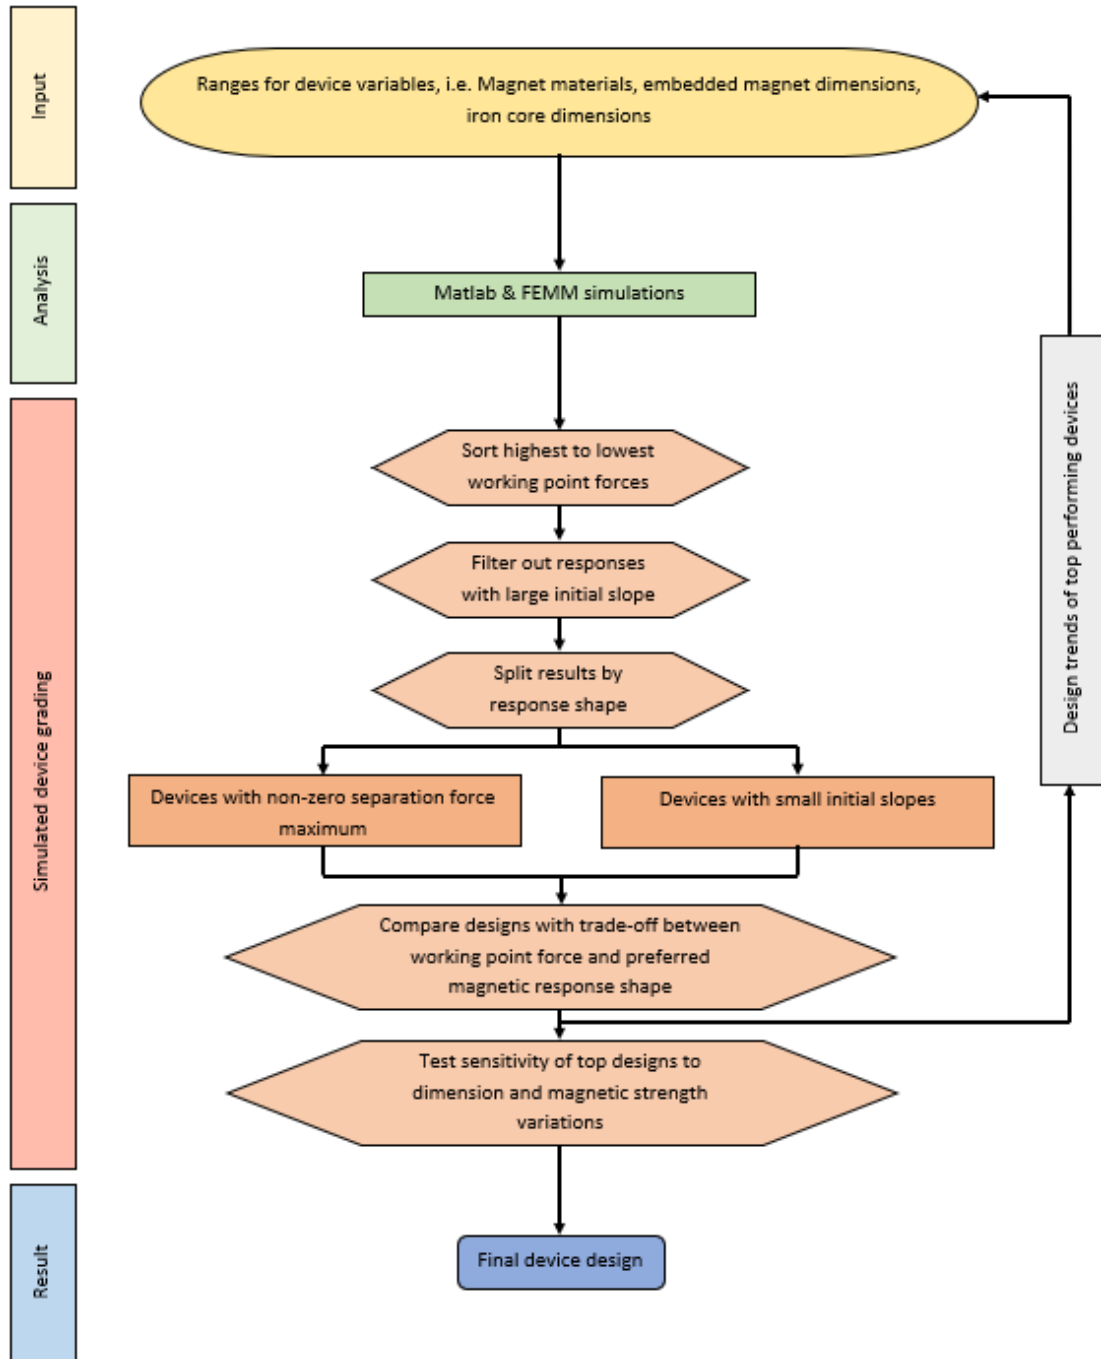 Input
Ranges for device variables, i.e. Magnet materials, embedded magnet dimensions,
iron core dimensions
Analysis
Matlab & FEMM simulations
Simulated device grading
Sort highest to lowest
working point forces
Filter out responses
with large initial slope
Split results by
response shape
Devices with non-zero separation force
maximum
Devices with small initial slopes
Compare designs with trade-off between
working point force and preferred
magnetic response shape
Test sensitivity of top designs to
dimension and magnetic strength
variations
Design trends of top performing devices
Result
Final device design